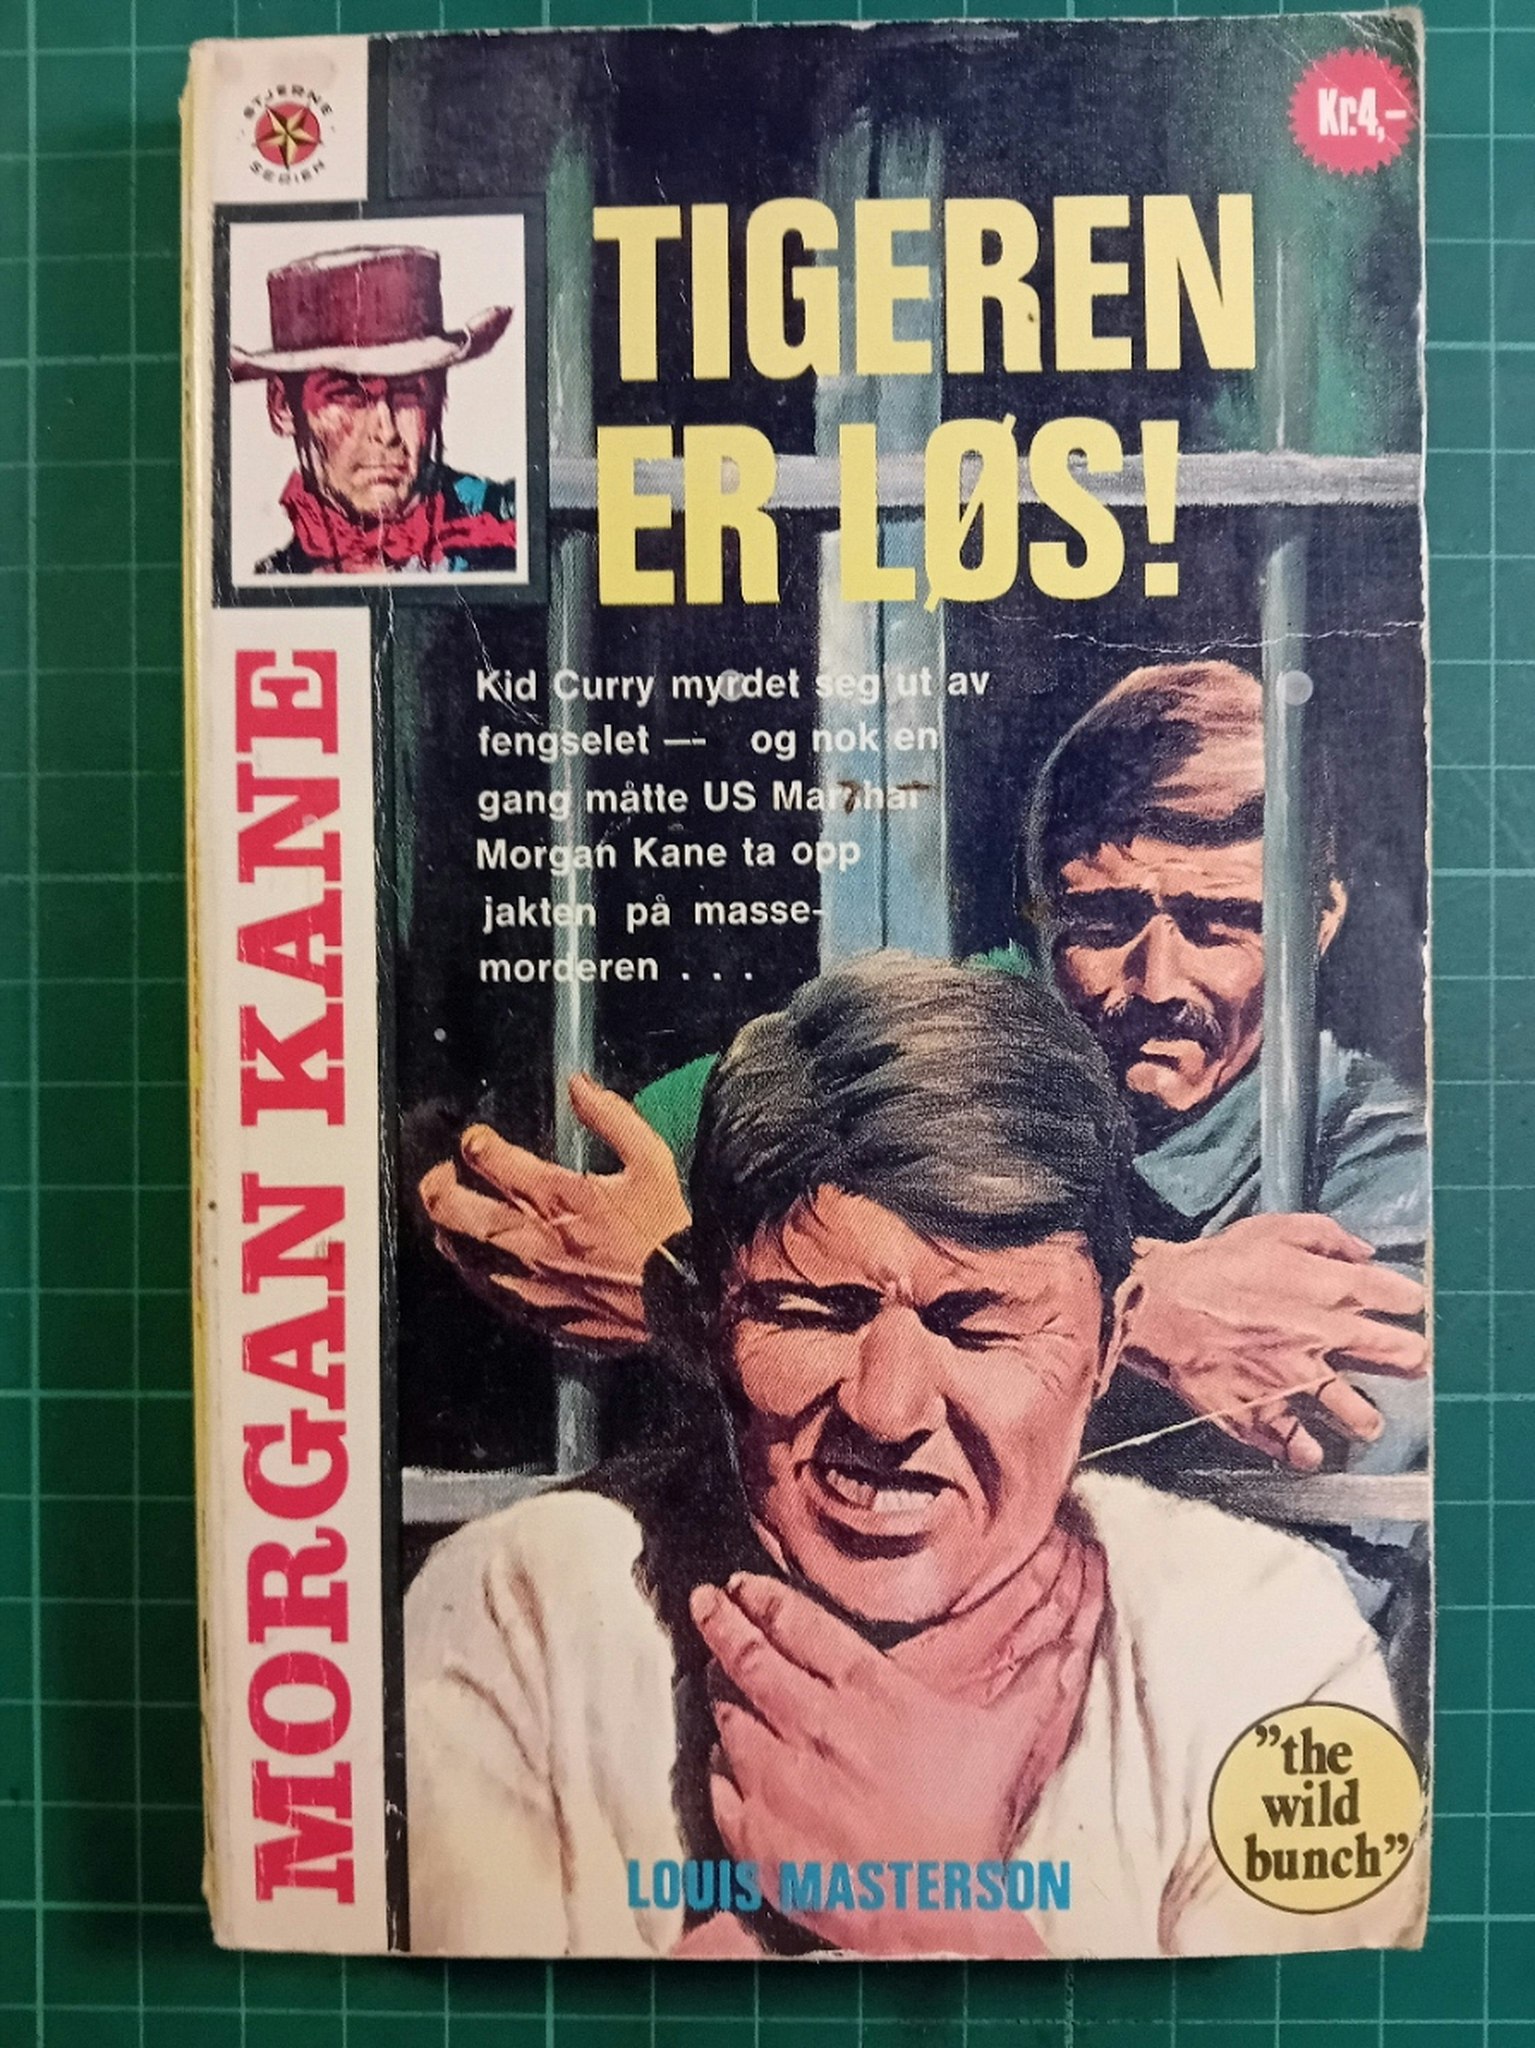 STJERNE
SERIEN
Kr.4,-
TIGEREN
ER LØS!
Kid Curry myrdet seg ut av
fengselet — og nok en
gang måtte US Marshal
Morgan Kane ta opp
jakten på masse-
morderen . . .
MORGAN KANE
LOUIS MASTERSON
”the
wild
bunch”